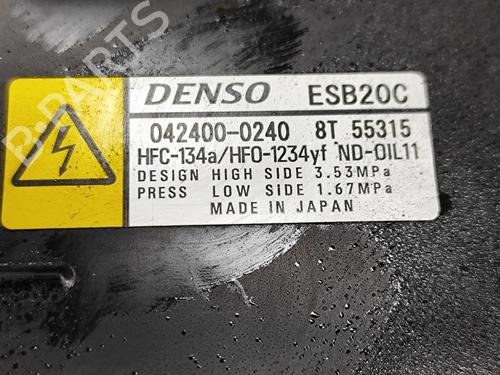 DENSO ESB20C
042400-0240 8T 55315
HFC-134a/HFO-1234yf ND-OIL11
DESIGN HIGH SIDE 3.53MPa
PRESS LOW SIDE 1.67MPa
MADE IN JAPAN
B-PARTS